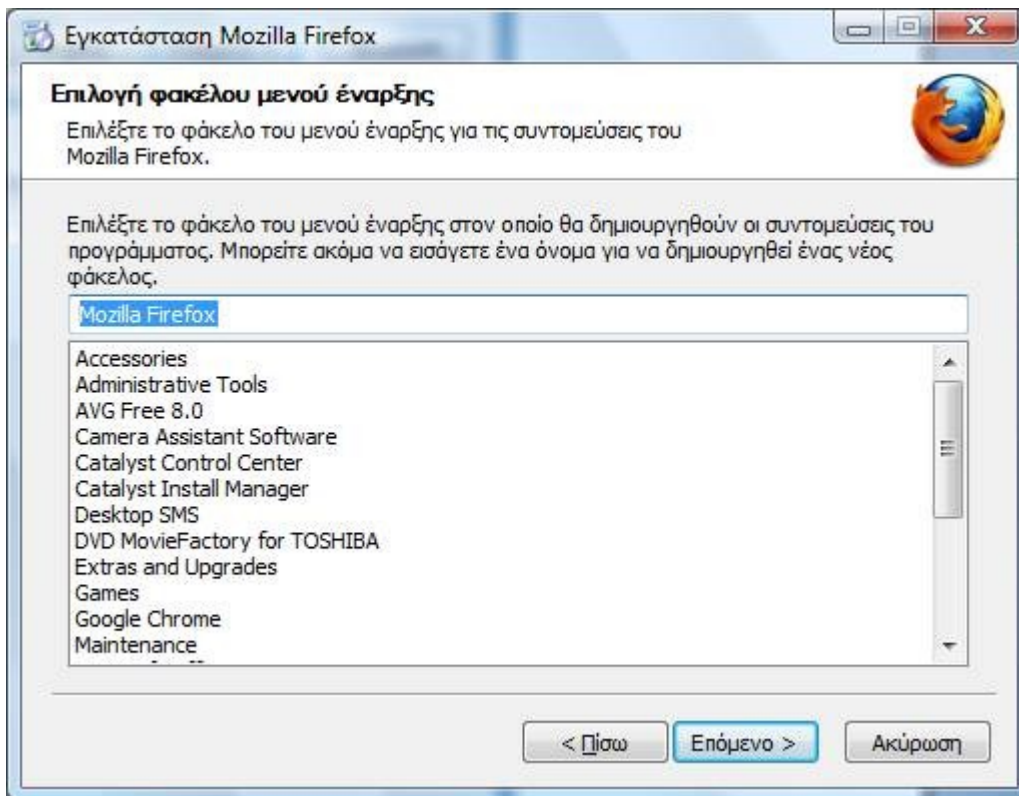 Εγκατάσταση Mozilla Firefox
Επιλογή φακέλου μενού έναρξης
Επιλέξτε το φάκελο του μενού έναρξης για τις συντομεύσεις του
Mozilla Firefox.
Επιλέξτε το φάκελο του μενού έναρξης στον οποίο θα δημιουργηθούν οι συντομεύσεις του
προγράμματος. Μπορείτε ακόμα να εισάγετε ένα όνομα για να δημιουργηθεί ένας νέος
φάκελος.
Mozilla Firefox
Accessories
Administrative Tools
AVG Free 8.0
Camera Assistant Software
Catalyst Control Center
Catalyst Install Manager
Desktop SMS
DVD MovieFactory for TOSHIBA
Extras and Upgrades
Games
Google Chrome
Maintenance
< Πίσω Επόμενο > Ακύρωση